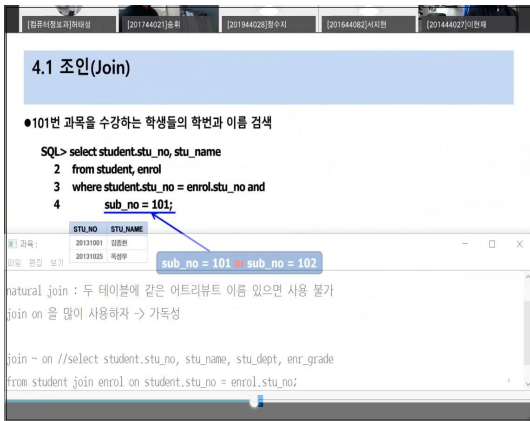 [컴퓨터정보과]허태성
[201744021]송휘
[201944028]정수지
[201644082]서지현
[201444027]이현재
4.1 조인(Join)
●101번 과목을 수강하는 학생들의 학번과 이름 검색
SQL> select student.stu_no, stu_name
2 from student, enrol
3 where student.stu_no = enrol.stu_no and
4 sub_no = 101;
STU_NO STU_NAME
20131001 김종헌
20131025 옥성우
sub_no = 101 or sub_no = 102
과목:
파일 편집 보기
natural join : 두 테이블에 같은 어트리뷰트 이름 있으면 사용 불가
join on 을 많이 사용하자 -> 가독성
join ~ on //select student.stu_no, stu_name, stu_dept, enr_grade
from student join enrol on student.stu_no = enrol.stu_no;